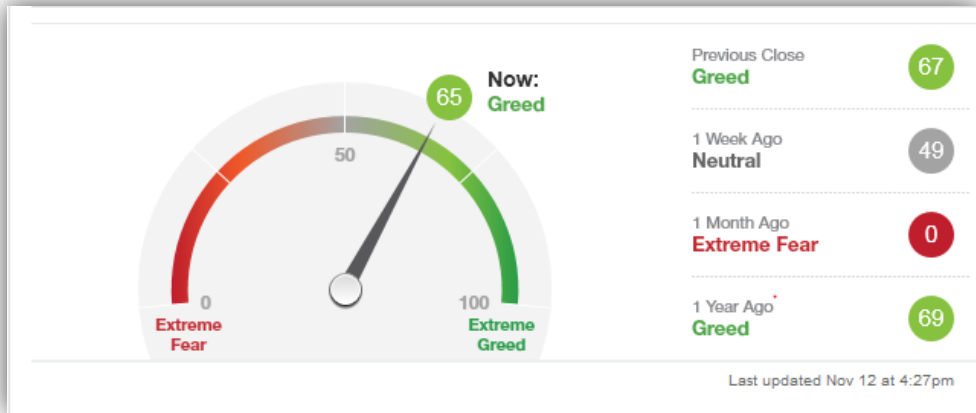 65
Now:
Greed
50
0
100
Extreme
Fear
Extreme
Greed
Previous Close
Greed
67
1 Week Ago
Neutral
49
1 Month Ago
Extreme Fear
0
1 Year Ago*
Greed
69
Last updated Nov 12 at 4:27pm